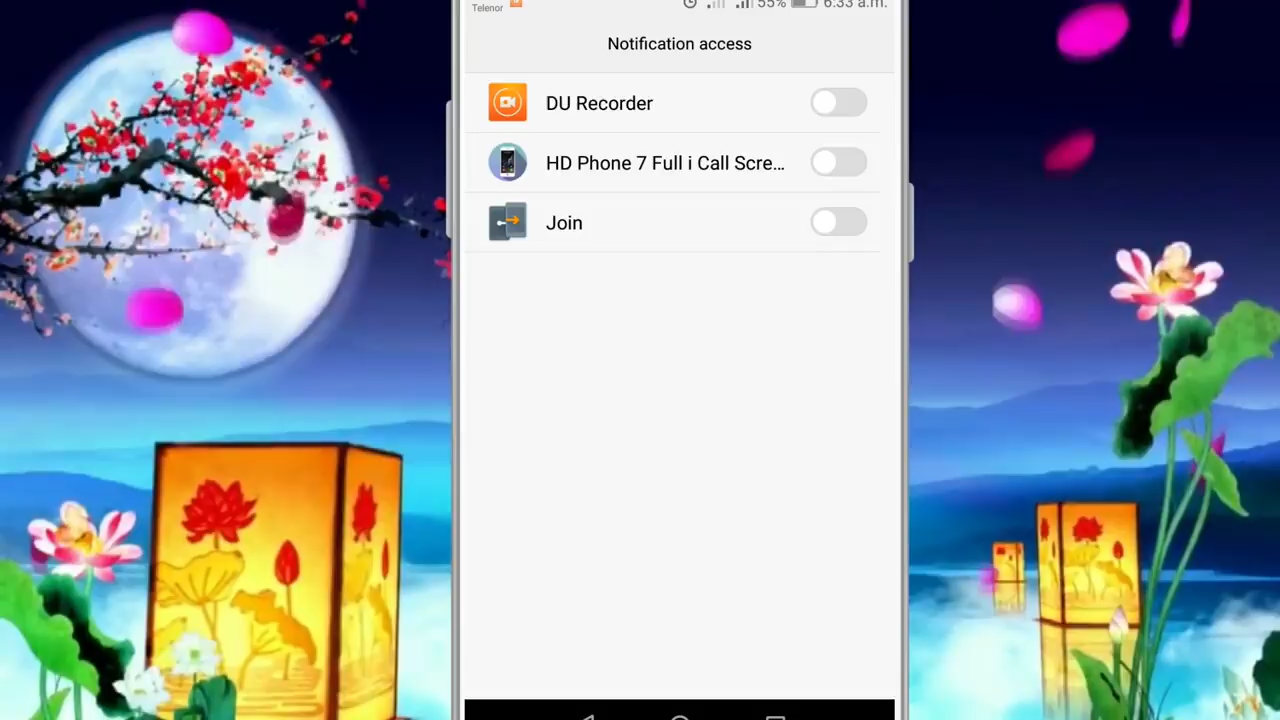 Telenor 55% 6:33 a.m.
Notification access
DU Recorder
HD Phone 7 Full i Call Scre...
Join